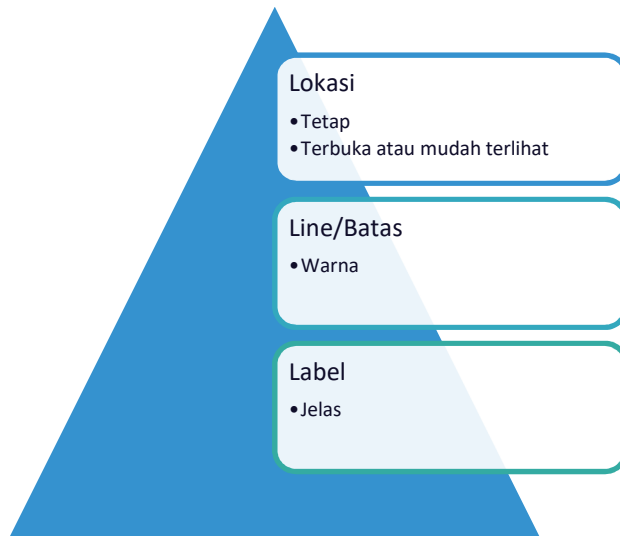 Lokasi
•Tetap
•Terbuka atau mudah terlihat
Line/Batas
•Warna
Label
•Jelas